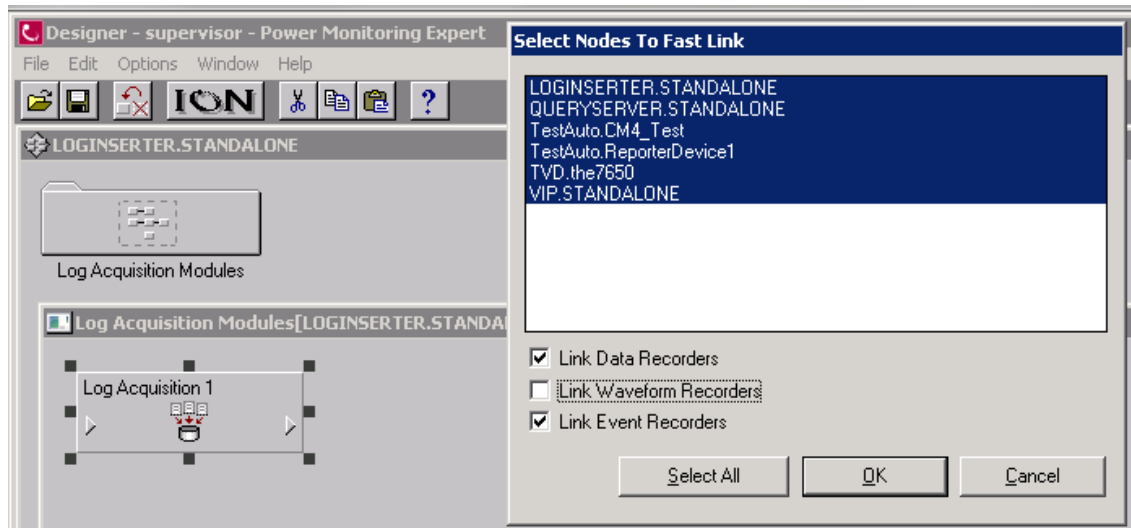 Designer - supervisor - Power Monitoring Expert
File Edit Options Window Help
ION ?
LOGINSERTER.STANDALONE
Log Acquisition Modules
Log Acquisition Modules[LOGINSERTER.STANDA
Log Acquisition 1
Select Nodes To Fast Link
LOGINSERTER.STANDALONE
QUERYSERVER.STANDALONE
TestAuto.CM4_Test
TestAuto.ReporterDevice1
TVD.the7650
VIP.STANDALONE
Link Data Recorders
Link Waveform Recorders
Link Event Recorders
Select All OK Cancel